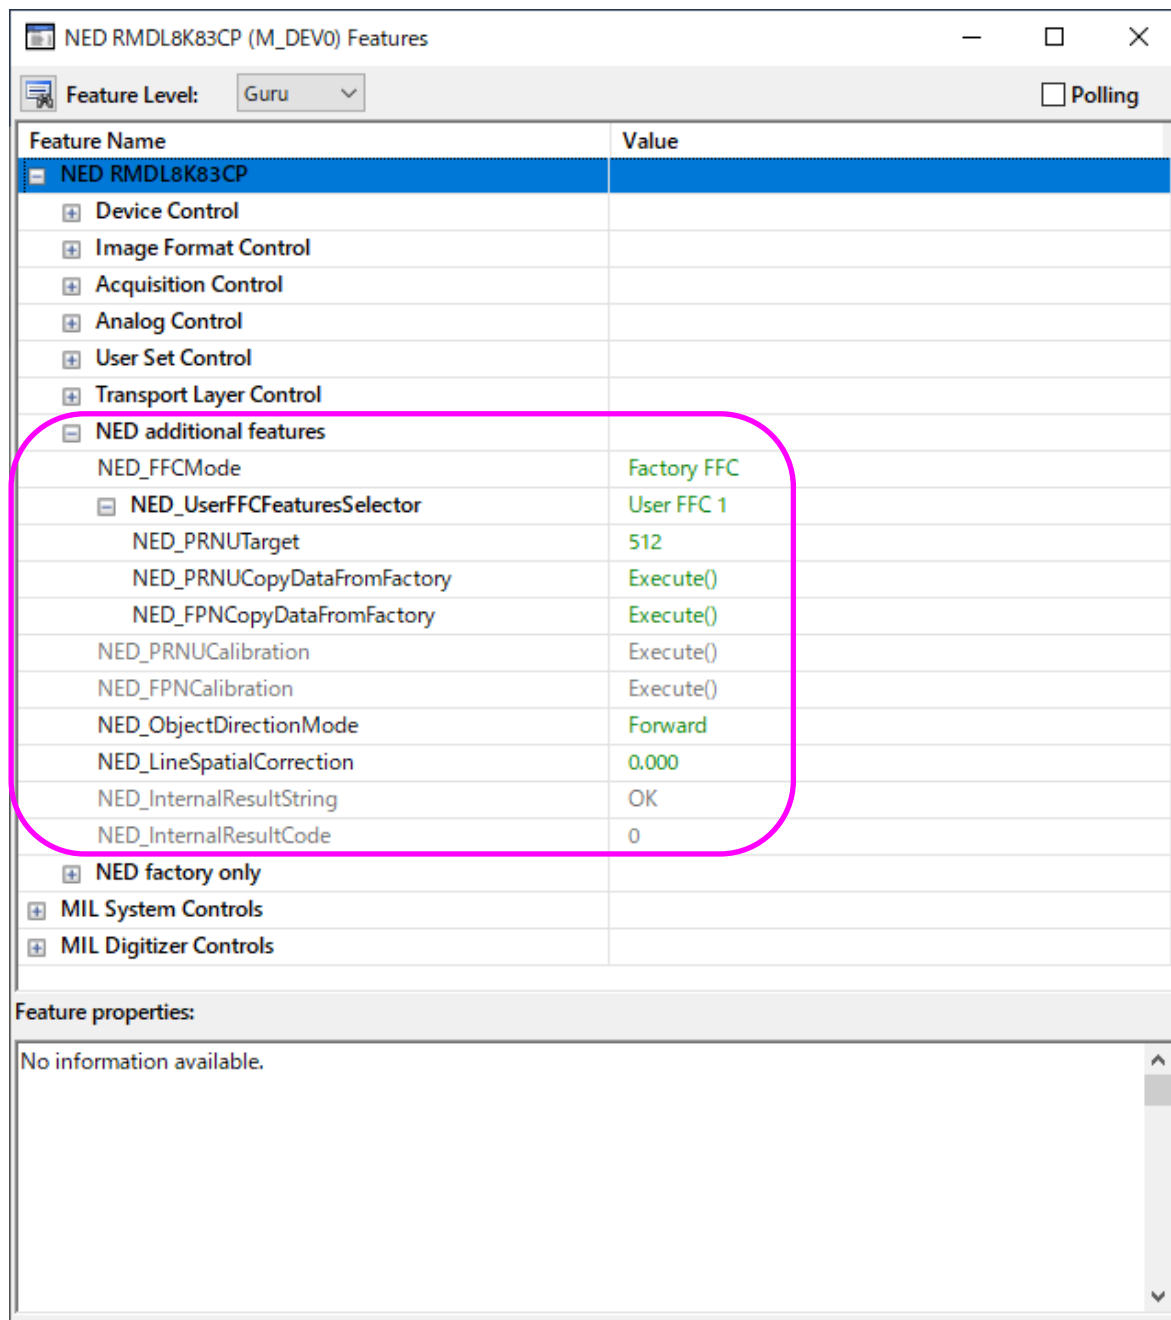 NED RMDL8K83CP (M_DEV0) Features
Feature Level: Guru Polling
Feature Name Value
NED RMDL8K83CP
Device Control
Image Format Control
Acquisition Control
Analog Control
User Set Control
Transport Layer Control
NED additional features
NED_FFCMode Factory FFC
NED_UserFFCFeaturesSelector User FFC 1
NED_PRNUTarget 512
NED_PRNUCopyDataFromFactory Execute()
NED_FPNCopyDataFromFactory Execute()
NED_PRNUCalibration Execute()
NED_FPNCalibration Execute()
NED_ObjectDirectionMode Forward
NED_LineSpatialCorrection 0.000
NED_InternalResultString OK
NED_InternalResultCode 0
NED factory only
MIL System Controls
MIL Digitizer Controls
Feature properties:
No information available.